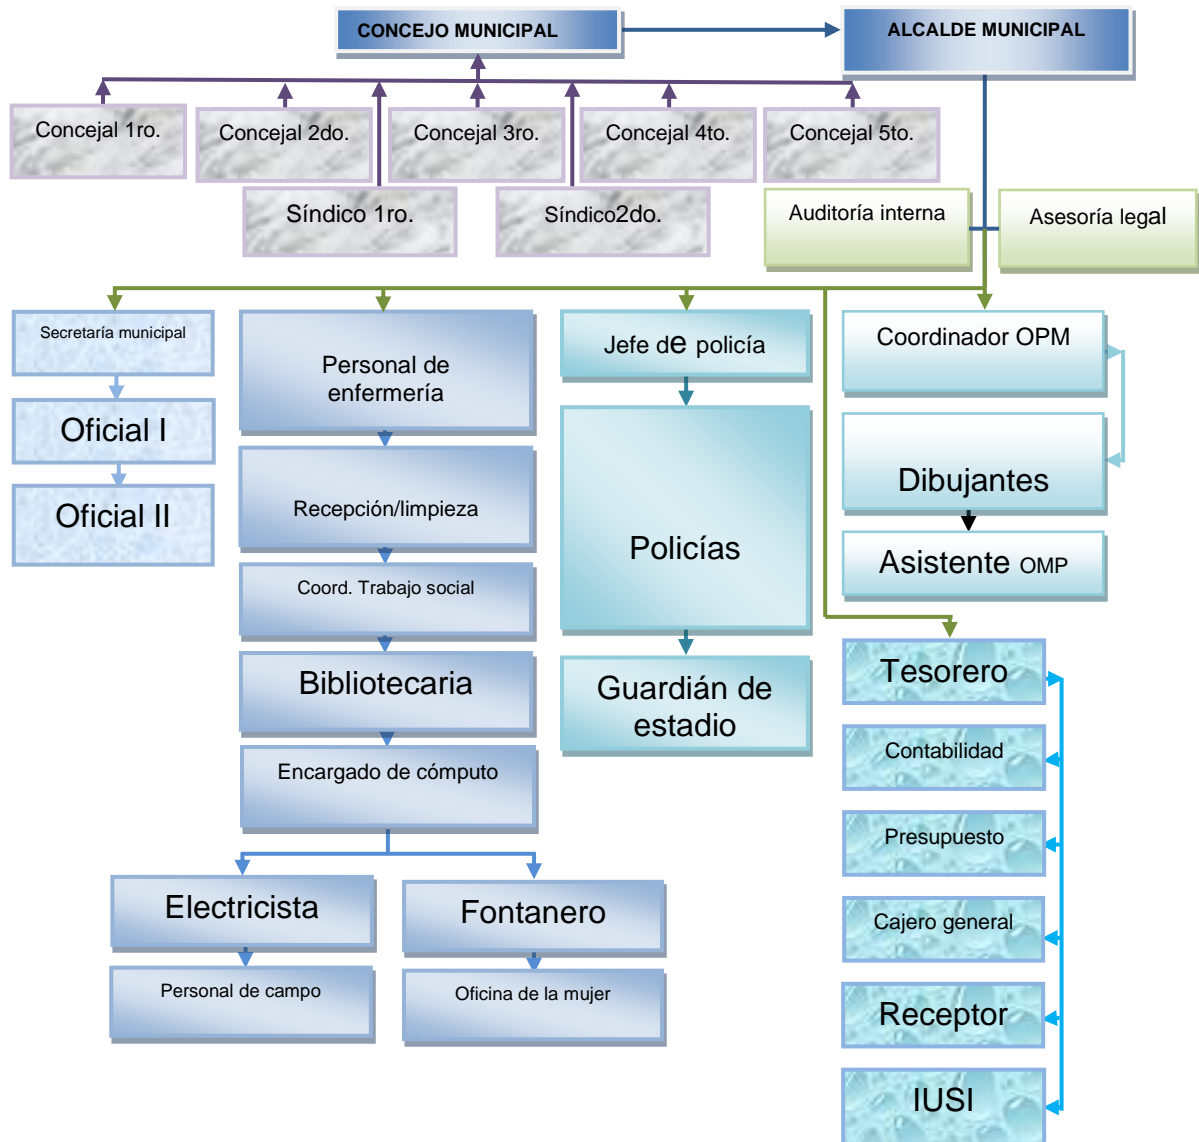 CONCEJO MUNICIPAL
ALCALDE MUNICIPAL
Concejal 1ro.
Concejal 2do.
Concejal 3ro.
Concejal 4to.
Concejal 5to.
Síndico 1ro.
Síndico2do.
Auditoría interna
Asesoría legal
Secretaría municipal
Oficial I
Oficial II
Personal de
enfermería
Recepción/limpieza
Coord. Trabajo social
Bibliotecaria
Encargado de cómputo
Electricista
Fontanero
Personal de campo
Oficina de la mujer
Jefe de policía
Policías
Guardián de
estadio
Coordinador OPM
Dibujantes
Asistente OMP
Tesorero
Contabilidad
Presupuesto
Cajero general
Receptor
IUSI